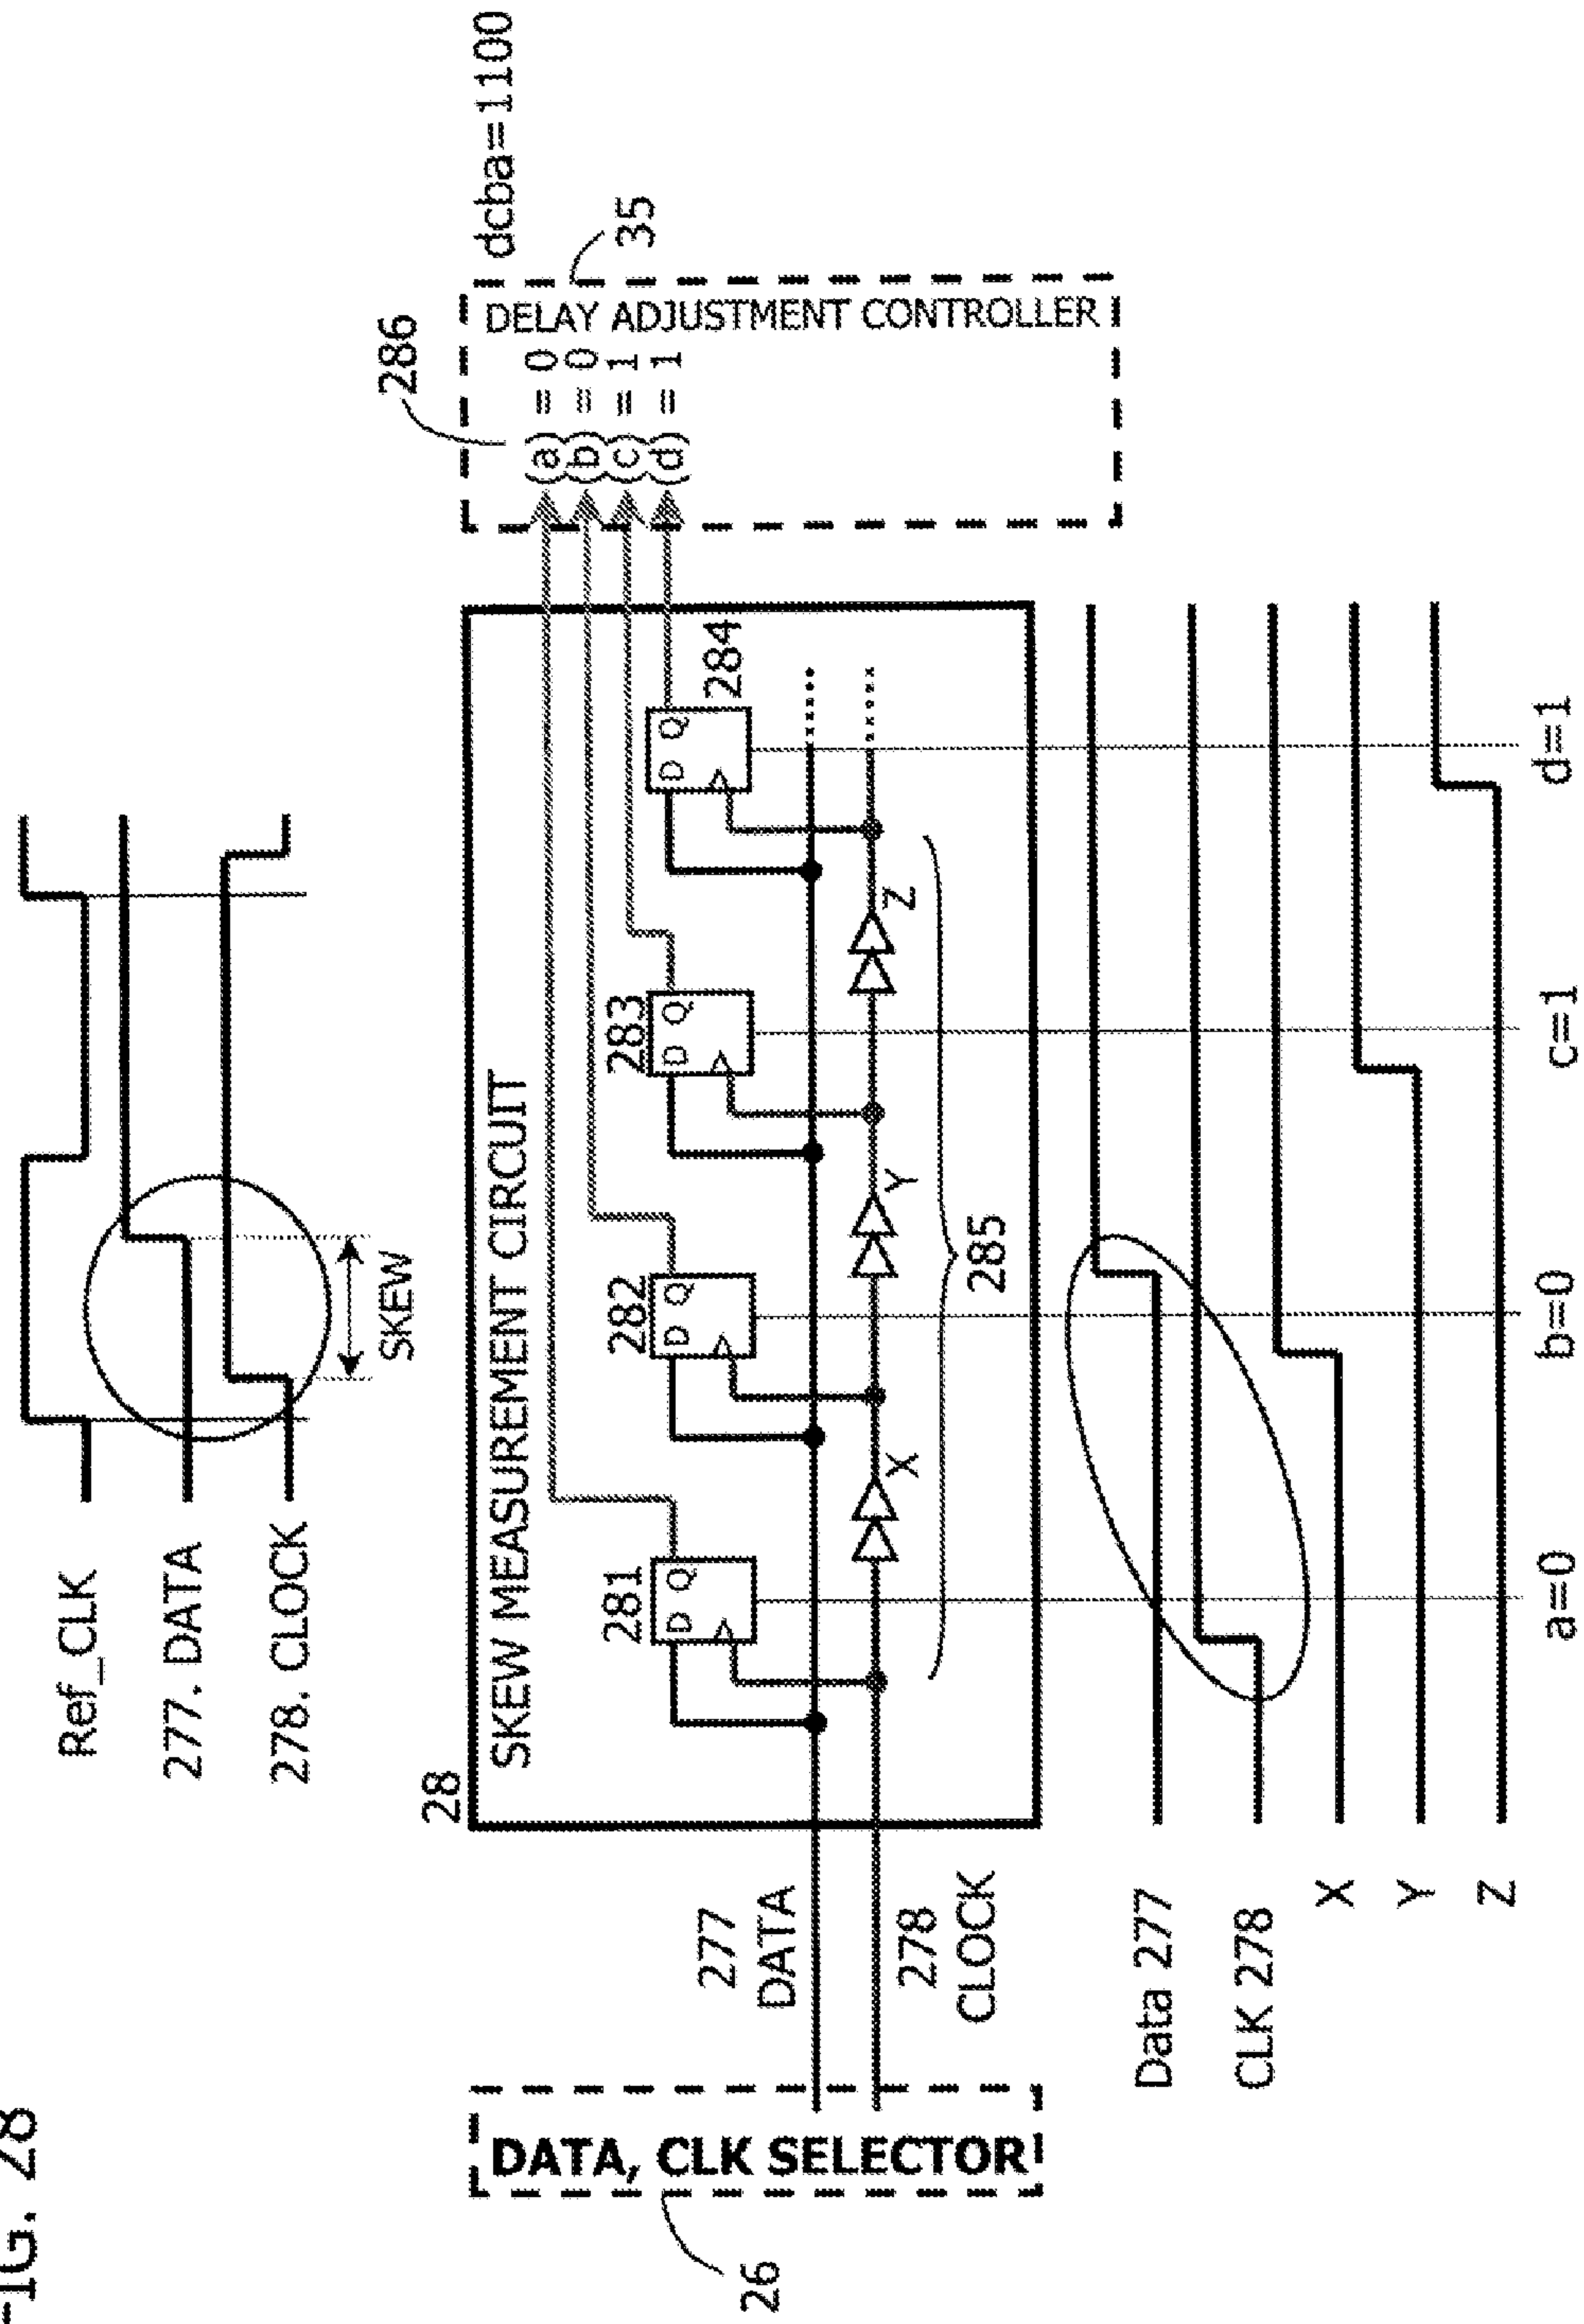 FIG. 28
Ref_CLK
277. DATA
278. CLOCK
SKEW
28
SKEW MEASUREMENT CIRCUIT
286
dcba=1100
35
DELAY ADJUSTMENT CONTROLLER
(a) = 0
(b) = 0
(c) = 1
(d) = 1
281
D Q
282
D Q
283
D Q
284
D Q
X
Y
Z
285
277
DATA
278
CLOCK
DATA, CLK SELECTOR
26
Data 277
CLK 278
X
Y
Z
a=0
b=0
c=1
d=1